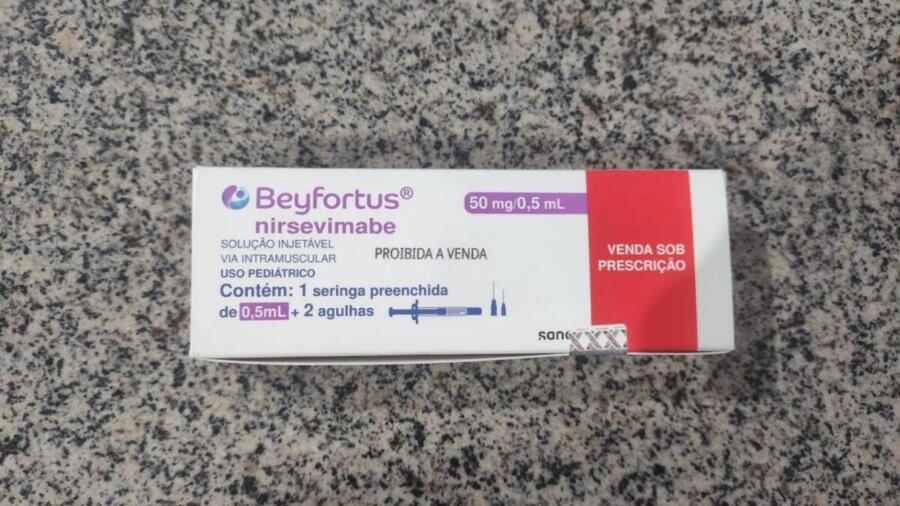 Beyfortus®
nirsevimabe
50 mg/0,5 mL
SOLUÇÃO INJETÁVEL
VIA INTRAMUSCULAR
USO PEDIÁTRICO
PROIBIDA A VENDA
Contém: 1 seringa preenchida
de 0,5mL + 2 agulhas
VENDA SOB
PRESCRIÇÃO